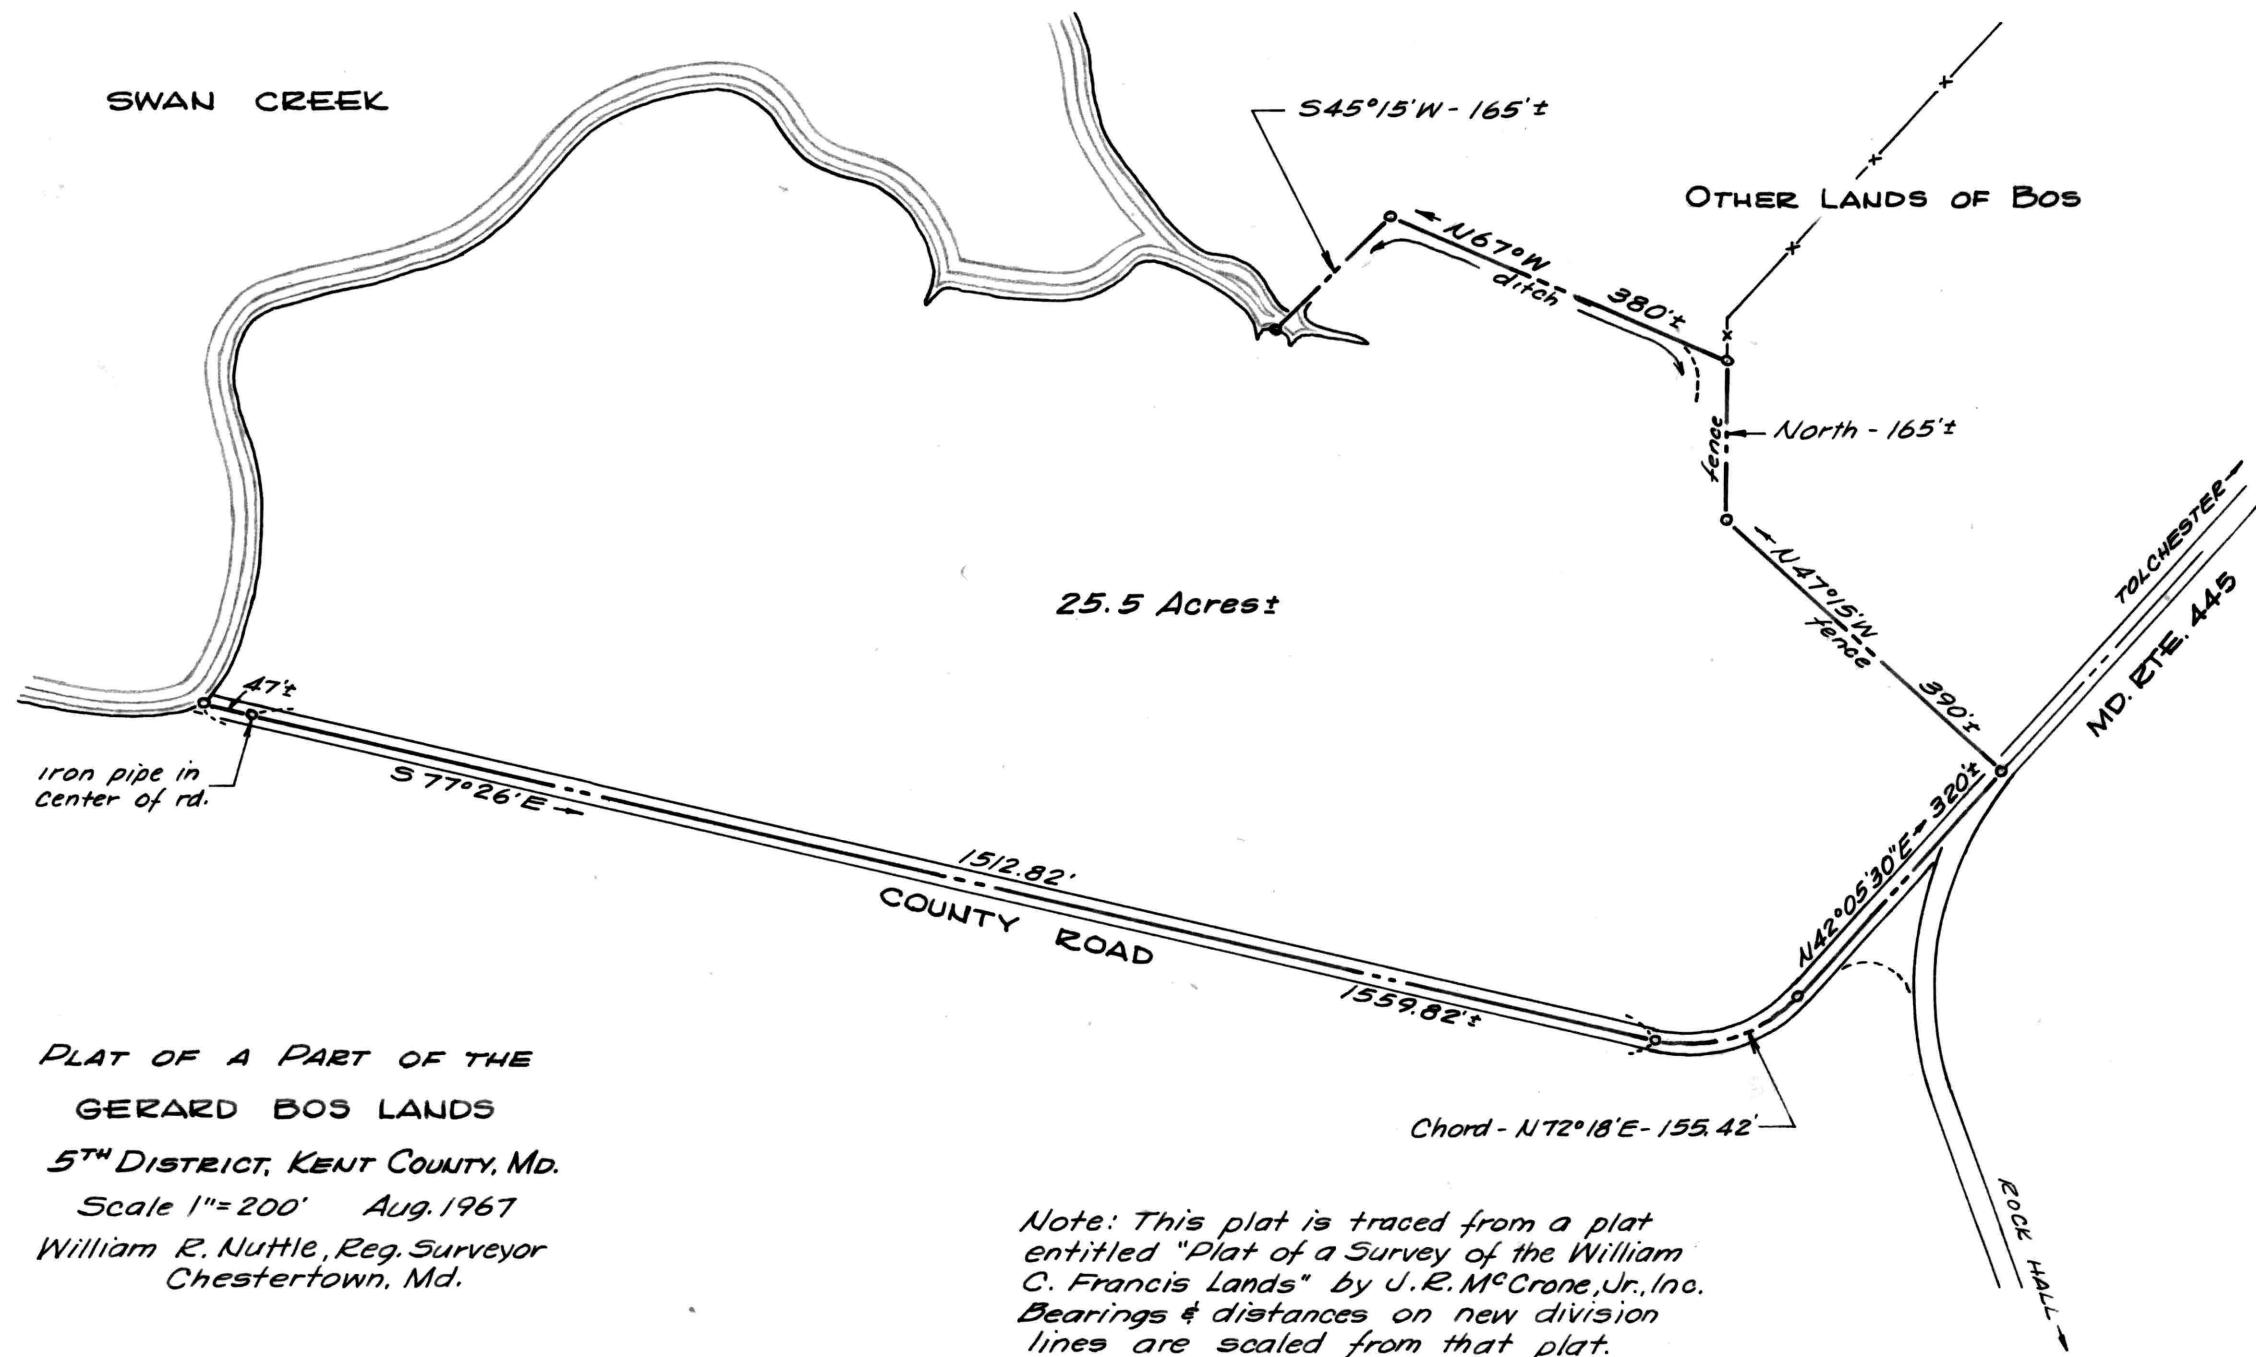 SWAN CREEK
S45°15'W - 165'±
OTHER LANDS OF BOS
N67°W
ditch
380'±
fence
North - 165'±
N47°15'W
fence
390'±
TOLCHESTER
MD. RTE. 445
25.5 Acres±
47'±
Iron pipe in
center of rd.
S 77°26'E
1512.82'
COUNTY ROAD
1559.82'±
N42°05'30"E
320'±
Chord - N72°18'E - 155.42'
ROCK HALL
PLAT OF A PART OF THE
GERARD BOS LANDS
5TH DISTRICT, KENT COUNTY, MD.
Scale 1"=200' Aug. 1967
William R. Nuttle, Reg. Surveyor
Chestertown, Md.
Note: This plat is traced from a plat
entitled "Plat of a Survey of the William
C. Francis Lands" by J.R. McCrone, Jr., Inc.
Bearings & distances on new division
lines are scaled from that plat.